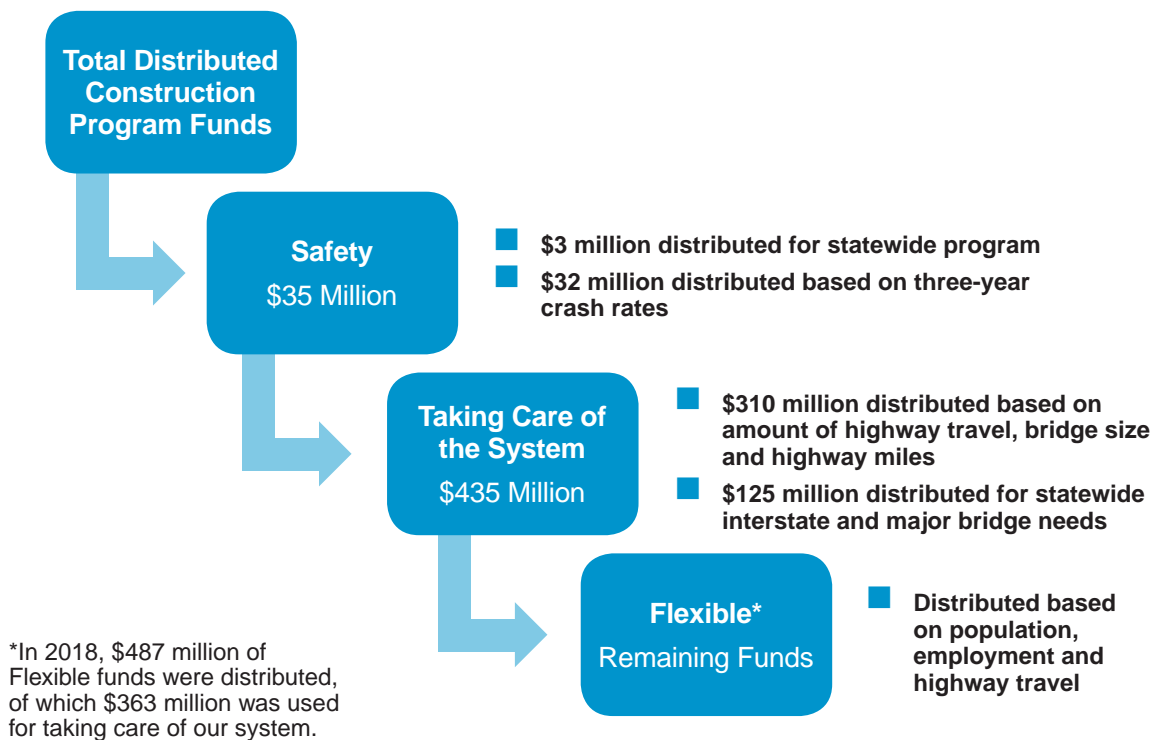 Total Distributed
Construction
Program Funds
Safety
$35 Million
$3 million distributed for statewide program
$32 million distributed based on three-year
crash rates
Taking Care of
the System
$435 Million
$310 million distributed based on
amount of highway travel, bridge size
and highway miles
$125 million distributed for statewide
interstate and major bridge needs
Flexible*
Remaining Funds
Distributed based
on population,
employment and
highway travel
*In 2018, $487 million of
Flexible funds were distributed,
of which $363 million was used
for taking care of our system.